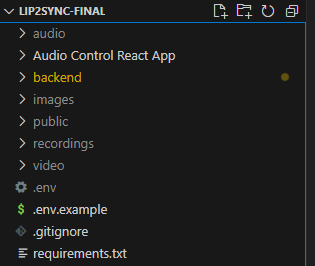 LIP2SYNC-FINAL
audio
Audio Control React App
backend
images
public
recordings
video
.env
$ .env.example
.gitignore
requirements.txt